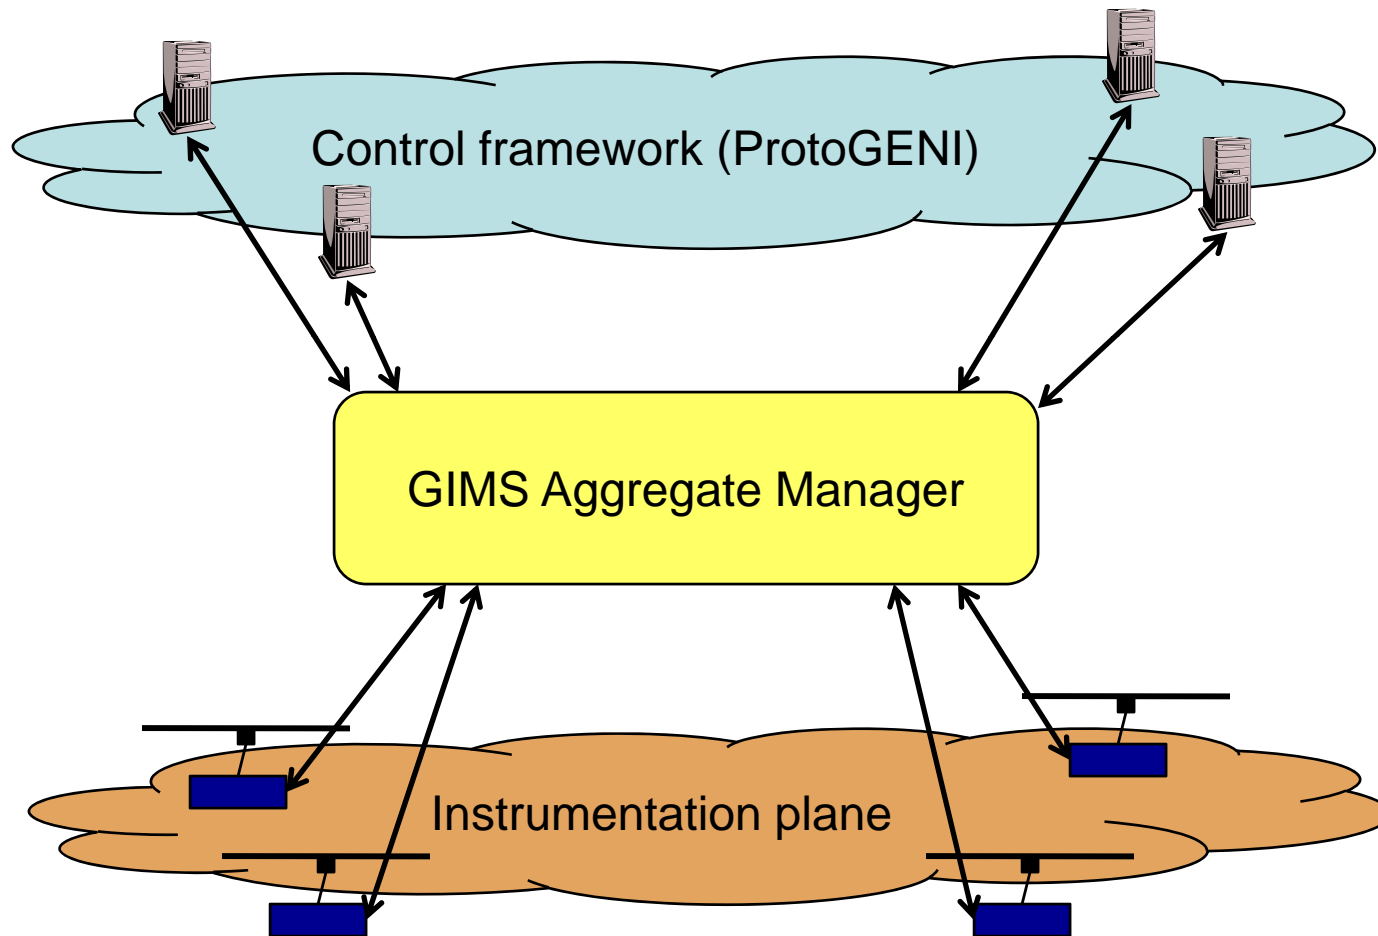 Control framework (ProtoGENI)
GIMS Aggregate Manager
Instrumentation plane